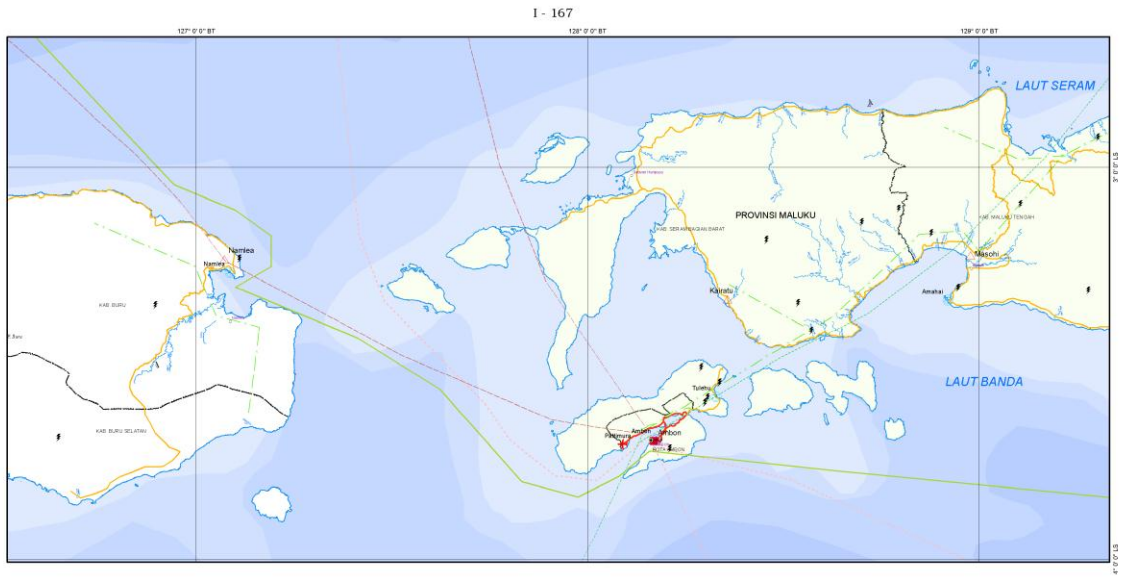 I - 167
127° 0' 0" BT
128° 0' 0" BT
129° 0' 0" BT
LAUT SERAM
3° 0' 0" LS
PROVINSI MALUKU
KAB. MALUKU TENGAH
KAB. SERAM BAGIAN BARAT
Namlea
Masohi
Namlea
Kairatu
Amahai
KAB. BURU
P. Buru
LAUT BANDA
Tulehu
KAB. BURU SELATAN
Ambon
Ambon
Pattimura
KOTA AMBON
4° 0' 0" LS